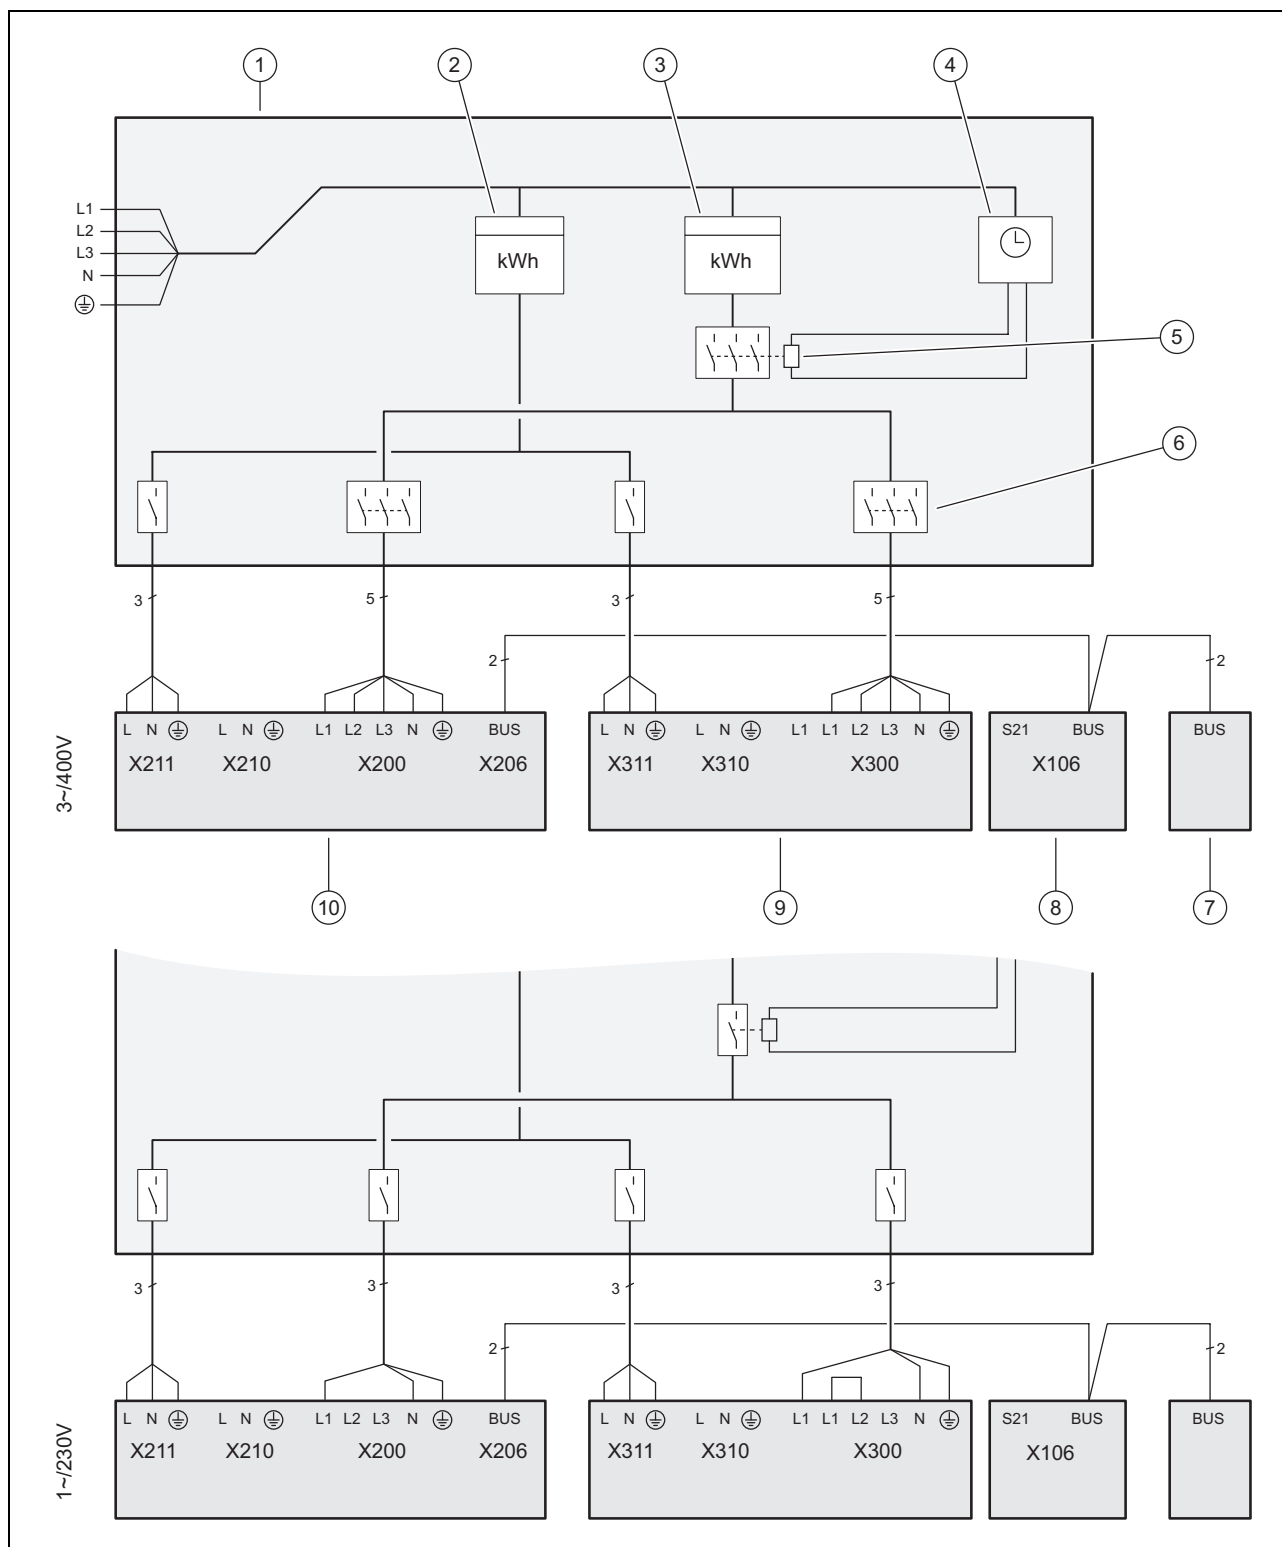 1 2 3 4
L1
L2
L3
N
kWh kWh
5
6
3 5 3 5
2 2
3~/400V
L N L N L1 L2 L3 N BUS
X211 X210 X200 X206
L N L N L1 L1 L2 L3 N
X311 X310 X300
S21 BUS
X106
BUS
10 9 8 7
3 3 3 3
2 2
1~/230V
L N L N L1 L2 L3 N BUS
X211 X210 X200 X206
L N L N L1 L1 L2 L3 N
X311 X310 X300
S21 BUS
X106
BUS